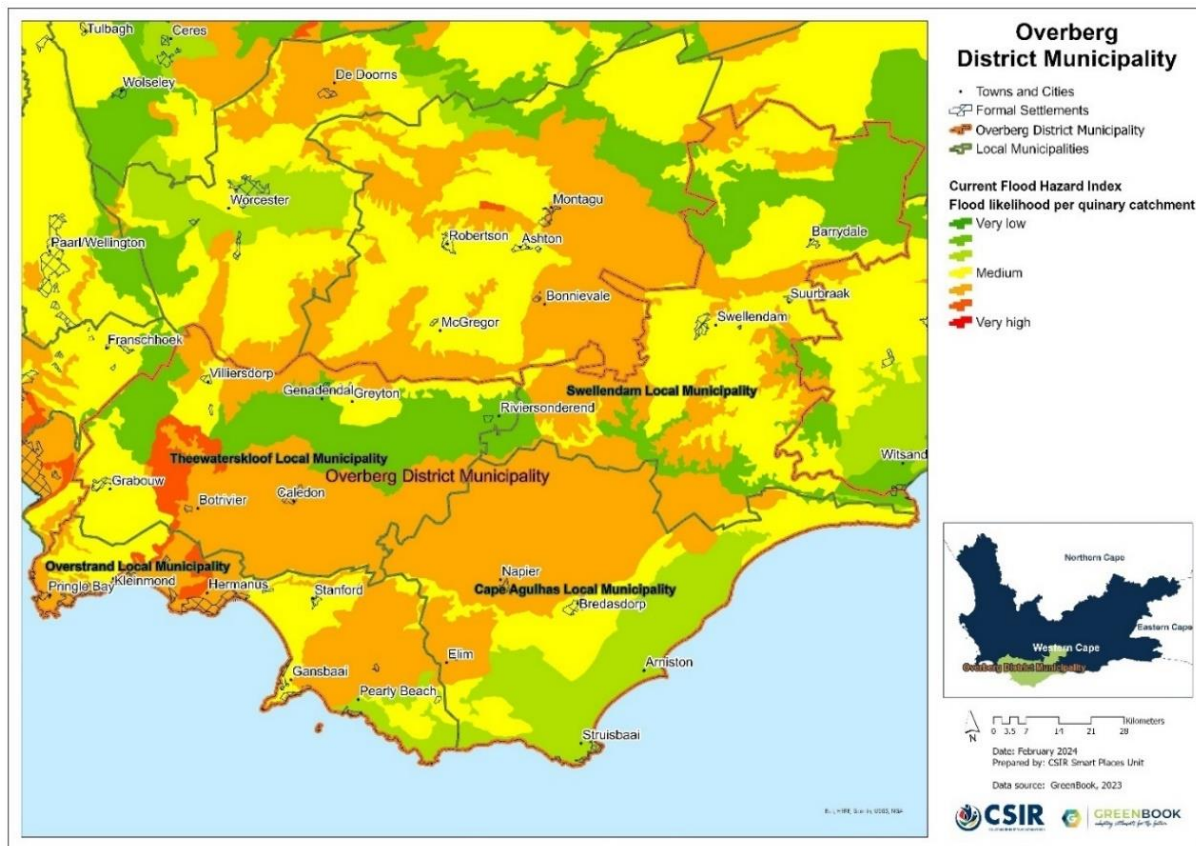 Overberg
District Municipality
Towns and Cities
Formal Settlements
Overberg District Municipality
Local Municipalities
Current Flood Hazard Index
Flood likelihood per quinary catchment
Very low
Medium
Very high
Tulbagh
Ceres
De Doorns
Wolseley
Worcester
Montagu
Paarl/Wellington
Robertson
Ashton
Barrydale
Bonnievale
Suurbraak
McGregor
Swellendam
Franschhoek
Villiersdorp
Genadendal
Greyton
Swellendam Local Municipality
Riviersonderend
Theewaterskloof Local Municipality
Witsand
Overberg District Municipality
Grabouw
Caledon
Botrivier
Overstrand Local Municipality
Napier
Pringle Bay
Kleinmond
Hermanus
Cape Agulhas Local Municipality
Stanford
Bredasdorp
Elim
Gansbaai
Arniston
Pearly Beach
Struisbaai
Northern Cape
Eastern Cape
Western Cape
Overberg District Municipality
N
Kilometers
0 3.5 7 14 21 28
Date: February 2024
Prepared by: CSIR Smart Places Unit
Data source: GreenBook, 2023
CSIR
GREENBOOK